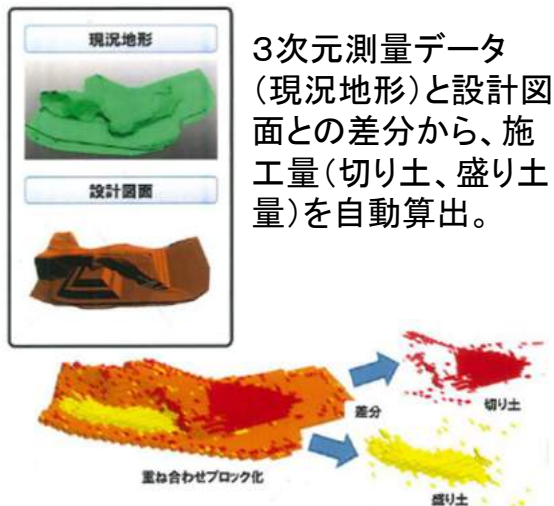 現況地形
設計図面
3次元測量データ
(現況地形)と設計図
面との差分から、施
工量(切り土、盛り土
量)を自動算出。
差分
切り土
重ね合わせブロック化
盛り土